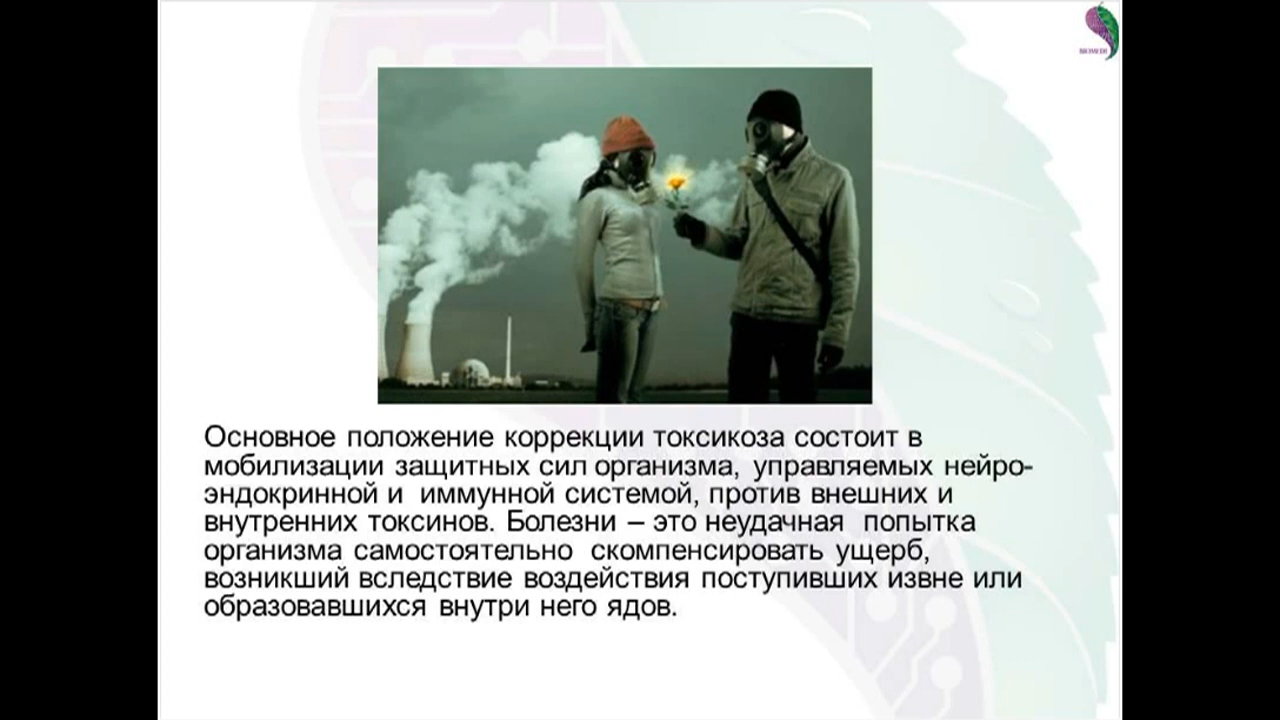 BIOMEDIS
Основное положение коррекции токсикоза состоит в
мобилизации защитных сил организма, управляемых нейро-
эндокринной и иммунной системой, против внешних и
внутренних токсинов. Болезни – это неудачная попытка
организма самостоятельно скомпенсировать ущерб,
возникший вследствие воздействия поступивших извне или
образовавшихся внутри него ядов.